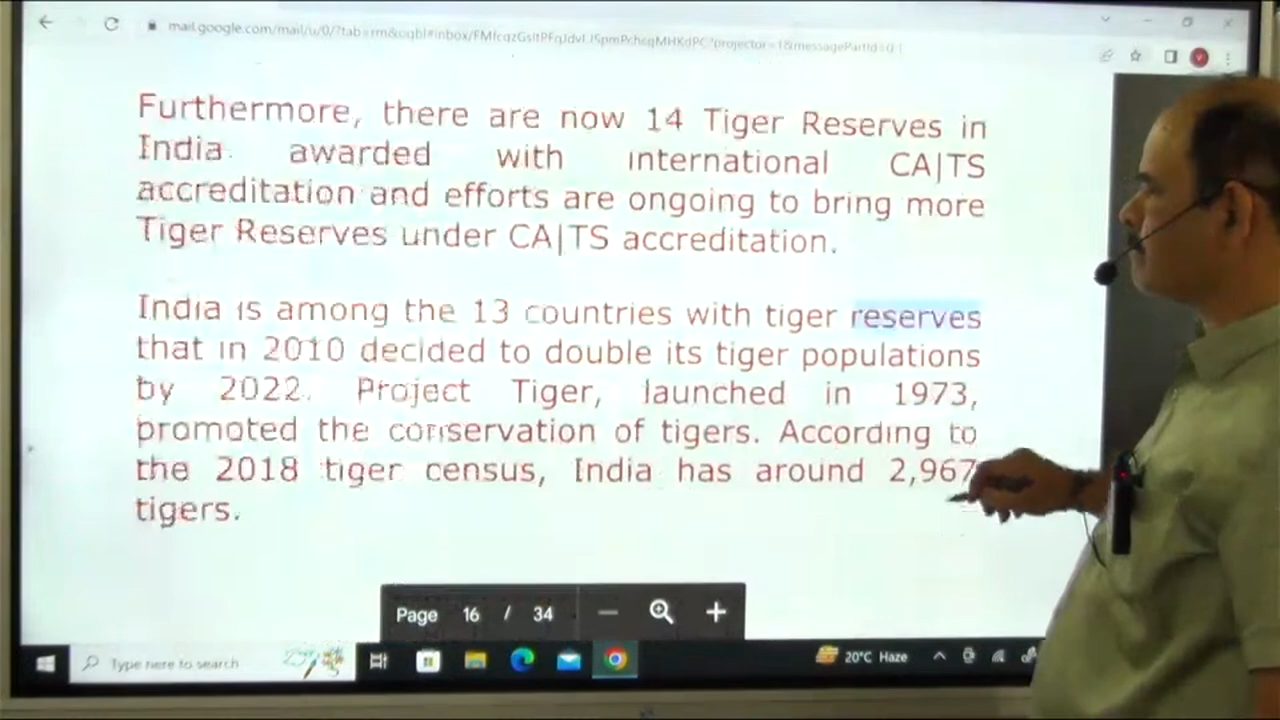 Furthermore, there are now 14 Tiger Reserves in
India awarded with international CA|TS
accreditation and efforts are ongoing to bring more
Tiger Reserves under CA|TS accreditation.
India is among the 13 countries with tiger reserves
that in 2010 decided to double its tiger populations
by 2022. Project Tiger, launched in 1973,
promoted the conservation of tigers. According to
the 2018 tiger census, India has around 2,967
tigers.
Page 16 / 34
Type here to search
20°C Haze